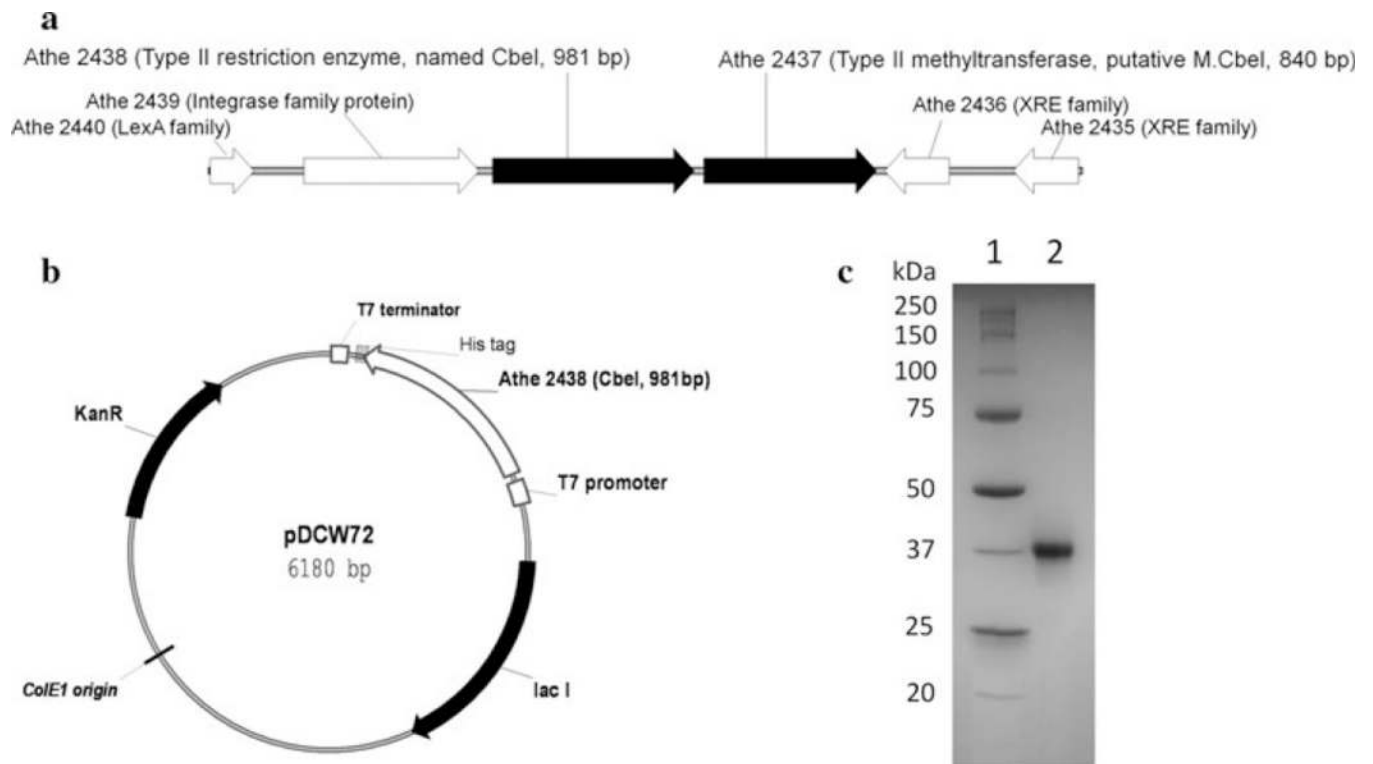 a
Athe 2438 (Type II restriction enzyme, named CbeI, 981 bp)
Athe 2437 (Type II methyltransferase, putative M.CbeI, 840 bp)
Athe 2439 (Integrase family protein)
Athe 2436 (XRE family)
Athe 2440 (LexA family)
Athe 2435 (XRE family)
b
T7 terminator
His tag
Athe 2438 (CbeI, 981bp)
KanR
T7 promoter
pDCW72
6180 bp
ColE1 origin
lac I
c
1 2
kDa
250
150
100
75
50
37
25
20